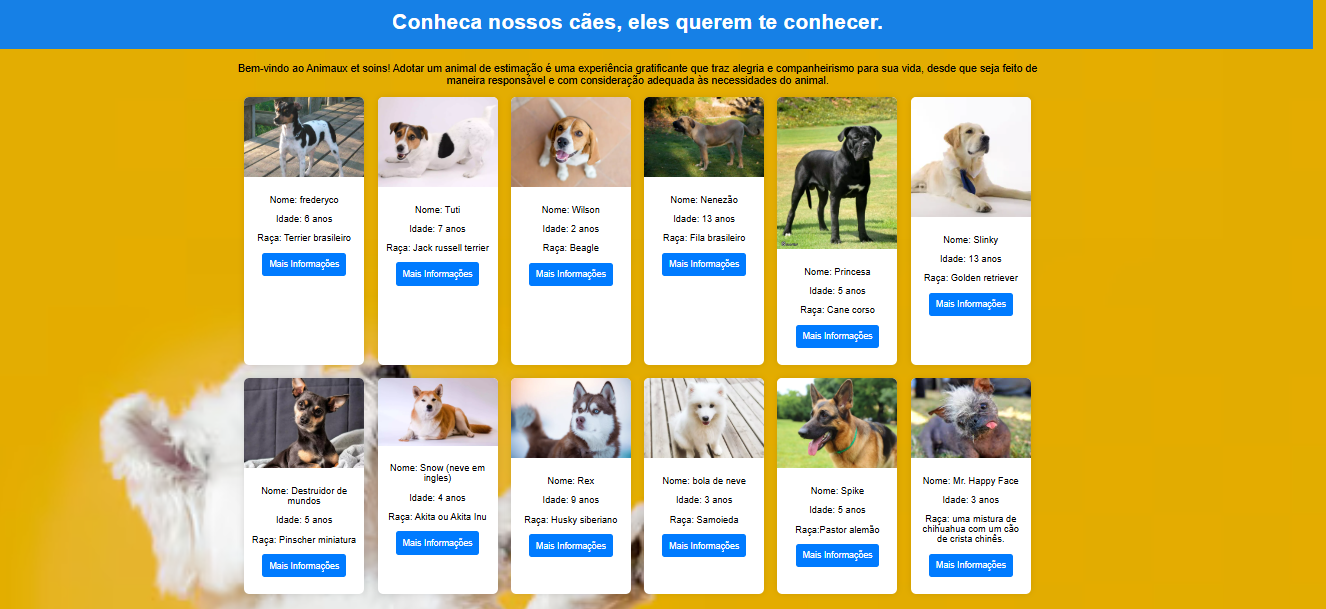 Conheca nossos cães, eles querem te conhecer.
Bem-vindo ao Animaux et soins! Adotar um animal de estimação é uma experiência gratificante que traz alegria e companheirismo para sua vida, desde que seja feito de
maneira responsável e com consideração adequada às necessidades do animal.
Nome: frederyco
Idade: 6 anos
Raça: Terrier brasileiro
Mais Informações
Nome: Tuti
Idade: 7 anos
Raça: Jack russell terrier
Mais Informações
Nome: Wilson
Idade: 2 anos
Raça: Beagle
Mais Informações
Nome: Nenezão
Idade: 13 anos
Raça: Fila brasileiro
Mais Informações
Nome: Princesa
Idade: 5 anos
Raça: Cane corso
Mais Informações
Nome: Slinky
Idade: 13 anos
Raça: Golden retriever
Mais Informações
Nome: Destruidor de
mundos
Idade: 5 anos
Raça: Pinscher miniatura
Mais Informações
Nome: Snow (neve em
ingles)
Idade: 4 anos
Raça: Akita ou Akita Inu
Mais Informações
Nome: Rex
Idade: 9 anos
Raça: Husky siberiano
Mais Informações
Nome: bola de neve
Idade: 3 anos
Raça: Samoieda
Mais Informações
Nome: Spike
Idade: 5 anos
Raça:Pastor alemão
Mais Informações
Nome: Mr. Happy Face
Idade: 3 anos
Raça: uma mistura de
chihuahua com um cão
de crista chinês.
Mais Informações